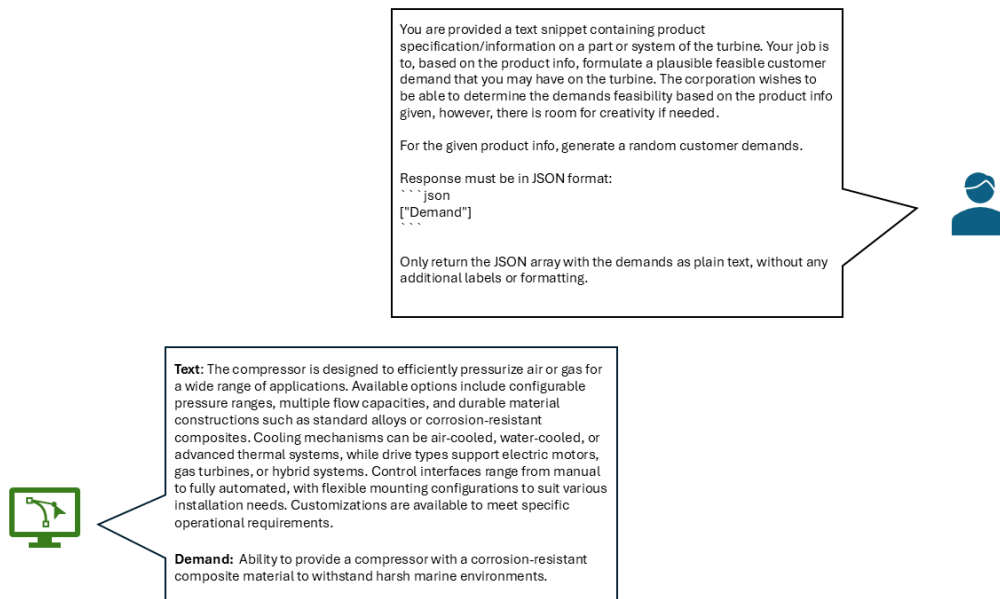 You are provided a text snippet containing product
specification/information on a part or system of the turbine. Your job is
to, based on the product info, formulate a plausible feasible customer
demand that you may have on the turbine. The corporation wishes to
be able to determine the demands feasibility based on the product info
given, however, there is room for creativity if needed.
For the given product info, generate a random customer demands.
Response must be in JSON format:
```json
["Demand"]
```
Only return the JSON array with the demands as plain text, without any
additional labels or formatting.
Text: The compressor is designed to efficiently pressurize air or gas for
a wide range of applications. Available options include configurable
pressure ranges, multiple flow capacities, and durable material
constructions such as standard alloys or corrosion-resistant
composites. Cooling mechanisms can be air-cooled, water-cooled, or
advanced thermal systems, while drive types support electric motors,
gas turbines, or hybrid systems. Control interfaces range from manual
to fully automated, with flexible mounting configurations to suit various
installation needs. Customizations are available to meet specific
operational requirements.
Demand: Ability to provide a compressor with a corrosion-resistant
composite material to withstand harsh marine environments.